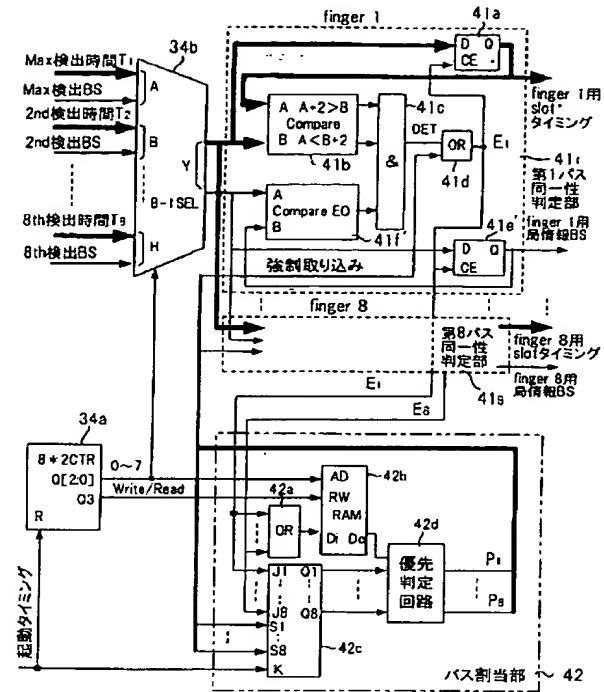 finger 1
34b
41a
Max検出時間T1
D Q
CE
Max検出BS
A
2nd検出時間T2
B
2nd検出BS
Y
8-1SEL
8th検出時間T8
H
8th検出BS
A A+2>B
Compare
B A<B+2
41b
41c
DET
&
OR
41d
E1
finger 1用
slot
タイミング
411
第1パス
同一性
判定部
A
Compare EQ
B
41f'
41e'
D Q
CE
finger 1用
局情報BS
強制取り込み
finger 8
第8パス
同一性
判定部
418
finger 8用
slotタイミング
finger 8用
局情報BS
E1
E8
34a
8*2CTR
Q[2:0]
Q3
R
0~7
Write/Read
起動タイミング
42a
OR
AD
RW
RAM
Di Do
42b
42d
優先
判定
回路
P1
P8
J1 Q1
J8 Q8
S1
S8
K
42c
パス割当部 ~ 42